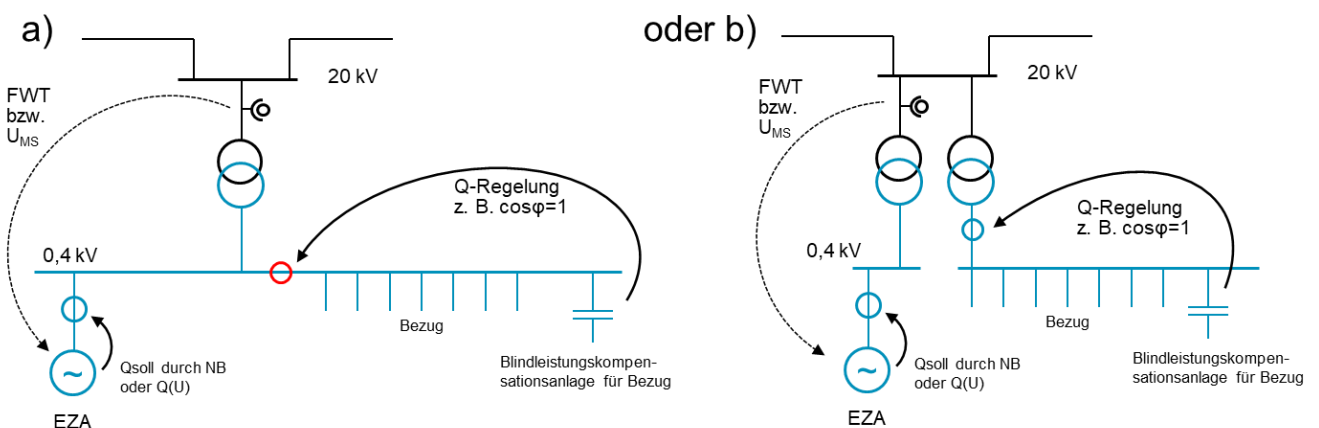 a)
20 kV
FWT
bzw.
U_MS
Q-Regelung
z. B. cosφ=1
0,4 kV
Bezug
Qsoll durch NB
oder Q(U)
~
EZA
Blindleistungskompen-
sationsanlage für Bezug
oder b)
20 kV
FWT
bzw.
U_MS
Q-Regelung
z. B. cosφ=1
0,4 kV
Bezug
Qsoll durch NB
oder Q(U)
~
EZA
Blindleistungskompen-
sationsanlage für Bezug